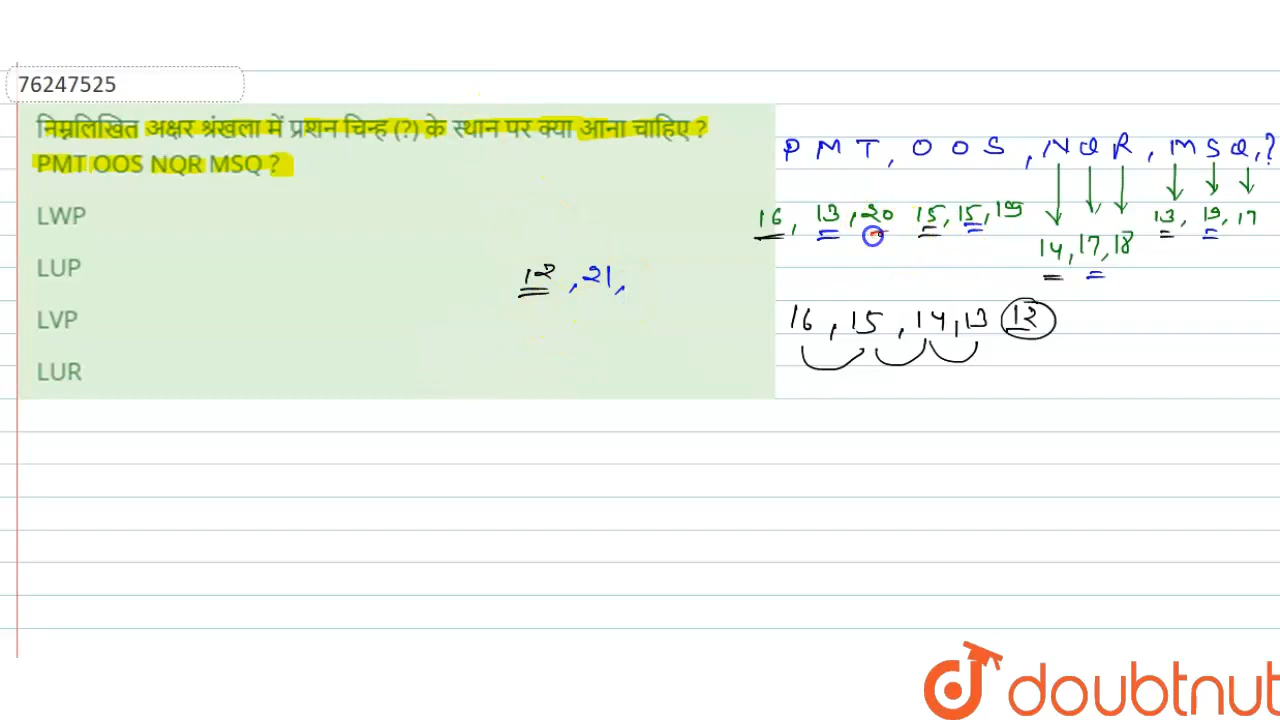 76247525
निम्नलिखित अक्षर श्रंखला में प्रशन चिन्ह (?) के स्थान पर क्या आना चाहिए ?
PMT OOS NQR MSQ ?
LWP
LUP
LVP
LUR
P M T, O O S, N Q R, M S Q, ?
16, 13, 20 15, 15, 19
14, 17, 18
13, 19, 17
12, 21,
16, 15, 14, 13 12
doubtnut